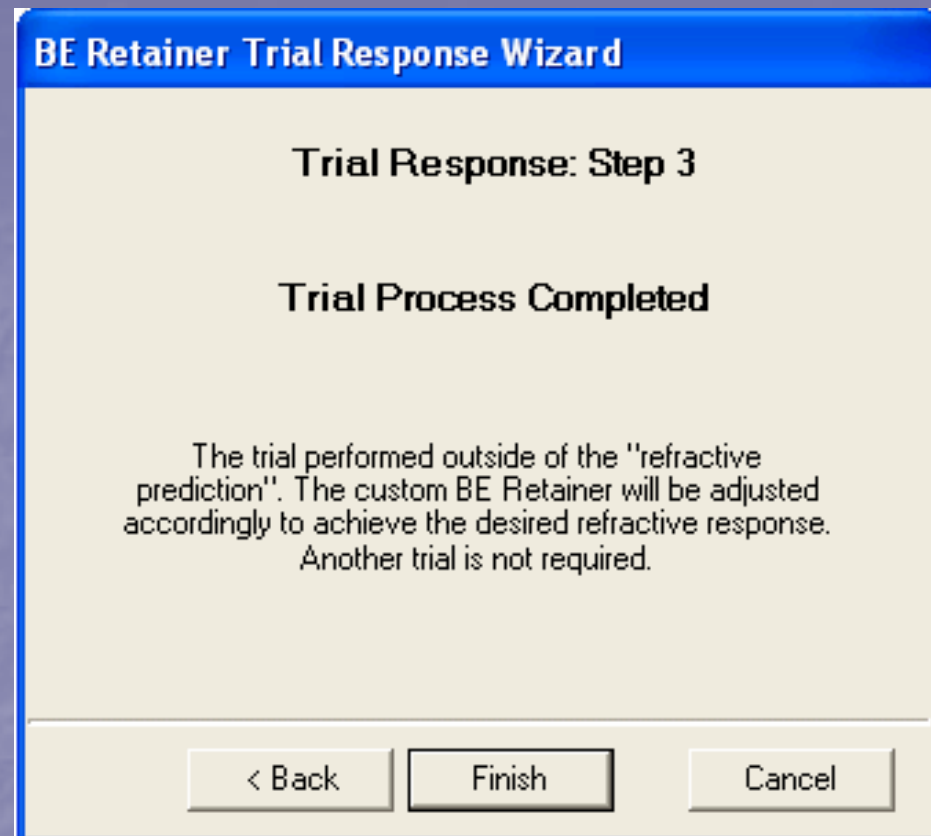 BE Retainer Trial Response Wizard
Trial Response: Step 3
Trial Process Completed
The trial performed outside of the "refractive
prediction". The custom BE Retainer will be adjusted
accordingly to achieve the desired refractive response.
Another trial is not required.
< Back Finish Cancel